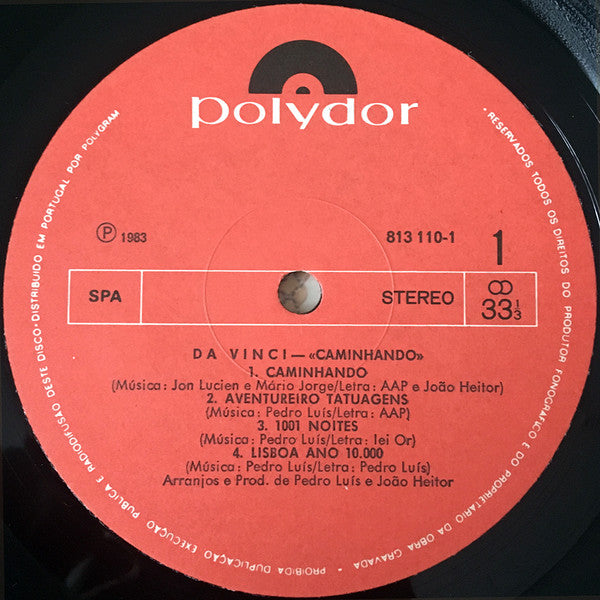 polydor
℗ 1983
813 110-1
1
SPA
STEREO
33 1/3
DA VINCI — «CAMINHANDO»
1. CAMINHANDO
(Música: Jon Lucien e Mário Jorge/Letra: AAP e João Heitor)
2. AVENTUREIRO TATUAGENS
(Música: Pedro Luís/Letra: AAP)
3. 1001 NOITES
(Música: Pedro Luís/Letra: Iei Or)
4. LISBOA ANO 10.000
(Música: Pedro Luís/Letra: Pedro Luís)
Arranjos e Prod. de Pedro Luís e João Heitor
· RESERVADOS TODOS OS DIREITOS DO PRODUTOR FONOGRÁFICO E DO PROPRIETÁRIO DA OBRA GRAVADA · PROIBIDA DUPLICAÇÃO EXECUÇÃO PÚBLICA E RADIODIFUSÃO DESTE DISCO · DISTRIBUIDO EM PORTUGAL POR POLYGRAM